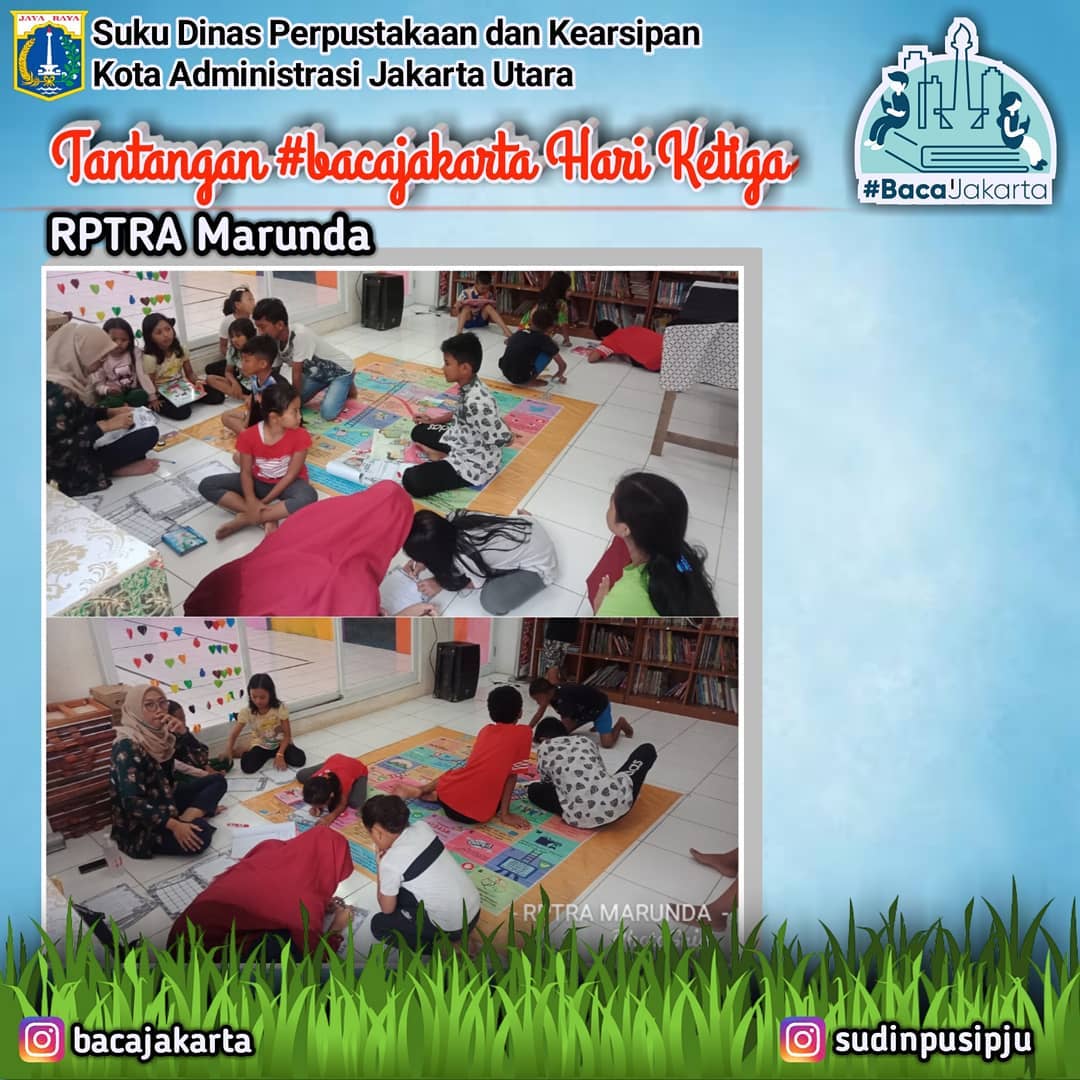 JAYA RAYA
Suku Dinas Perpustakaan dan Kearsipan
Kota Administrasi Jakarta Utara
Tantangan #bacajakarta Hari Ketiga
#BacaJakarta
RPTRA Marunda
- RPTRA MARUNDA -
bacajakarta
sudinpusipju